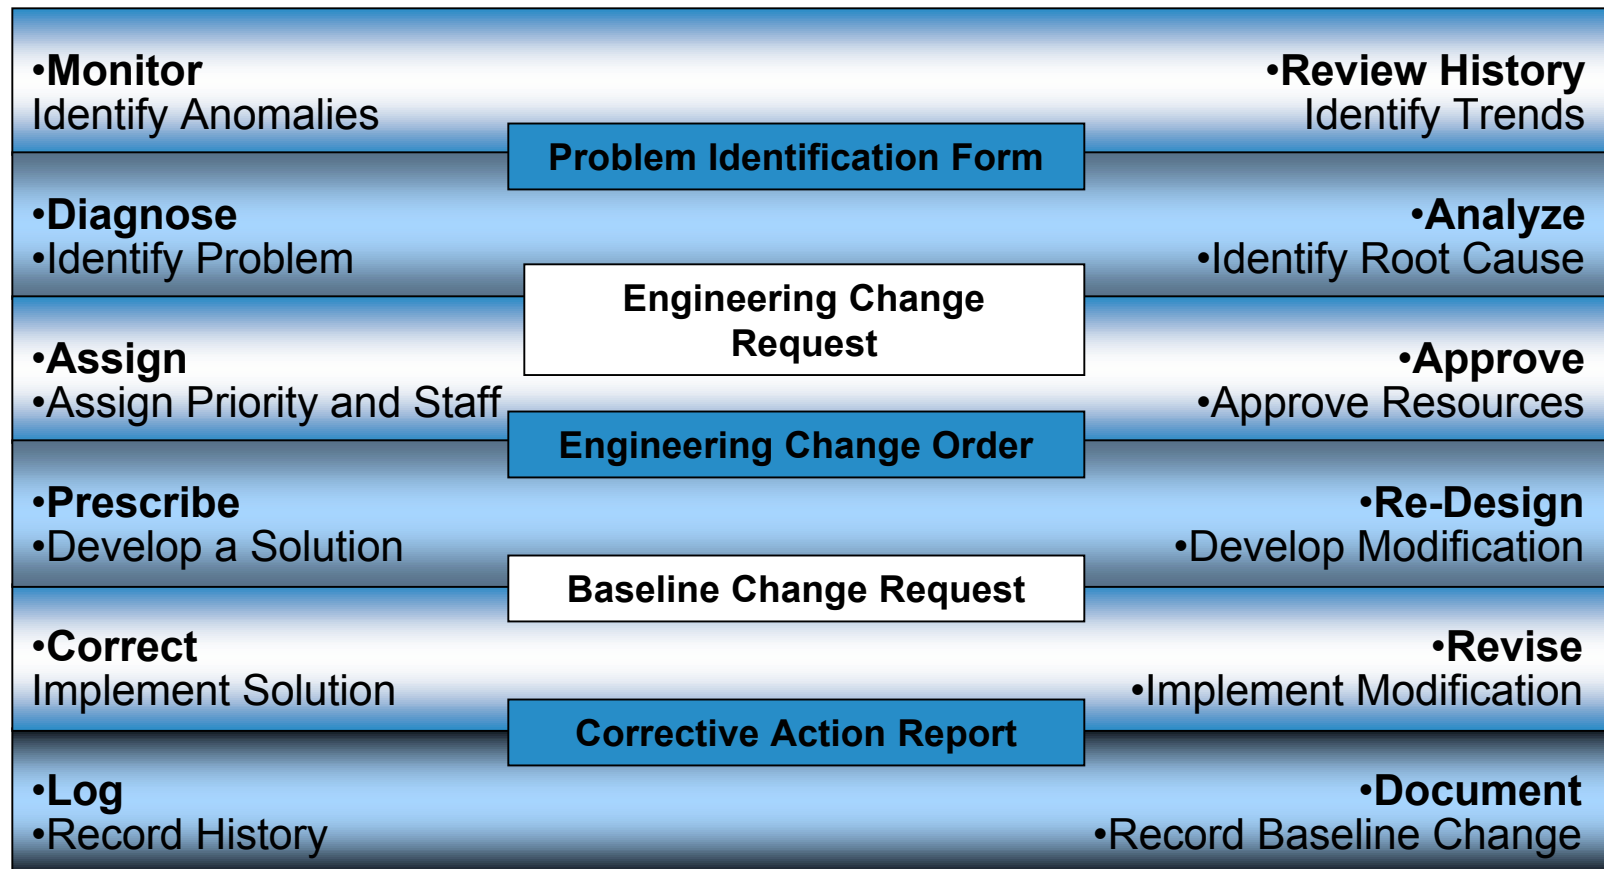 •Monitor
Identify Anomalies
•Review History
Identify Trends
Problem Identification Form
•Diagnose
•Identify Problem
•Analyze
•Identify Root Cause
Engineering Change
Request
•Assign
•Assign Priority and Staff
•Approve
•Approve Resources
Engineering Change Order
•Prescribe
•Develop a Solution
•Re-Design
•Develop Modification
Baseline Change Request
•Correct
Implement Solution
•Revise
•Implement Modification
Corrective Action Report
•Log
•Record History
•Document
•Record Baseline Change